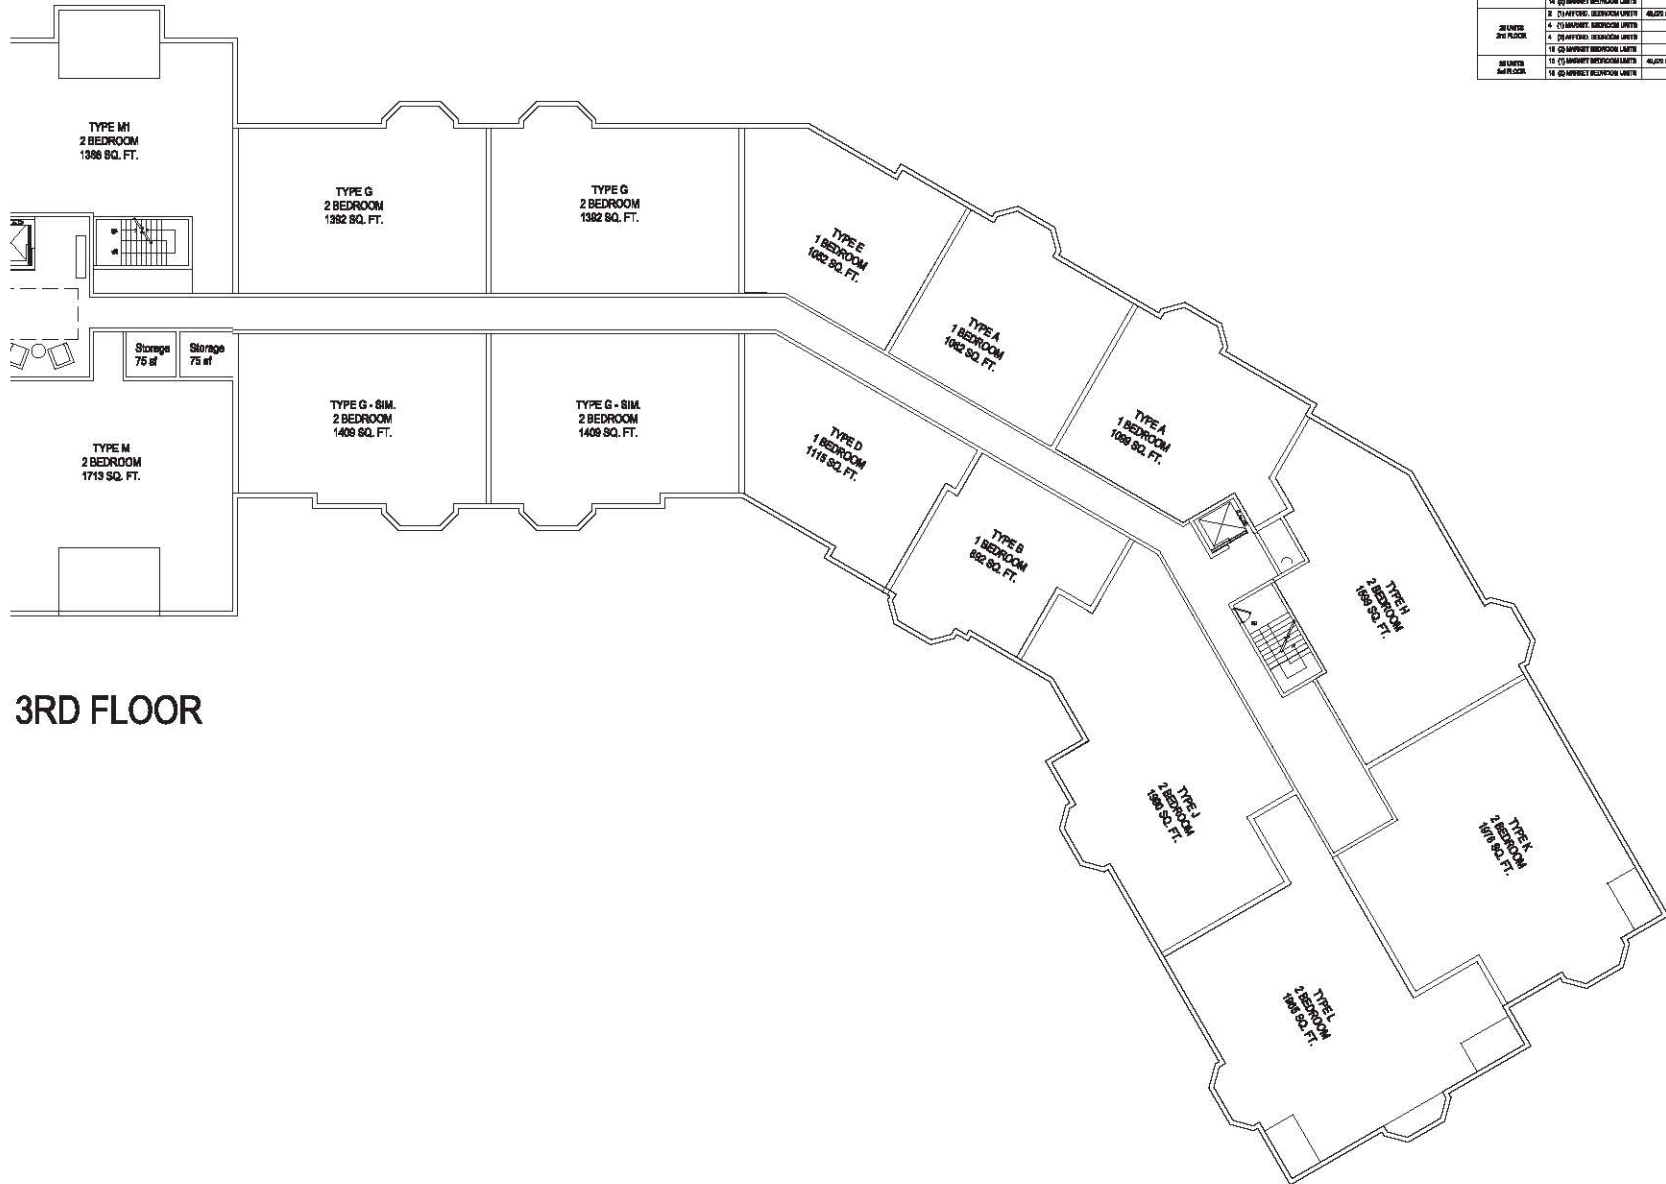 TYPE M1
2 BEDROOM
1386 SQ. FT.
TYPE G
2 BEDROOM
1392 SQ. FT.
TYPE G
2 BEDROOM
1392 SQ. FT.
TYPE E
1 BEDROOM
1062 SQ. FT.
TYPE A
1 BEDROOM
1062 SQ. FT.
TYPE A
1 BEDROOM
1099 SQ. FT.
Storage
75 sf
Storage
75 sf
TYPE M
2 BEDROOM
1713 SQ. FT.
TYPE G - SIM.
2 BEDROOM
1409 SQ. FT.
TYPE G - SIM.
2 BEDROOM
1409 SQ. FT.
TYPE D
1 BEDROOM
1115 SQ. FT.
TYPE B
1 BEDROOM
892 SQ. FT.
TYPE H
2 BEDROOM
1599 SQ. FT.
TYPE J
2 BEDROOM
SQ. FT.
TYPE K
2 BEDROOM
1976 SQ. FT.
TYPE L
2 BEDROOM
SQ. FT.
3RD FLOOR